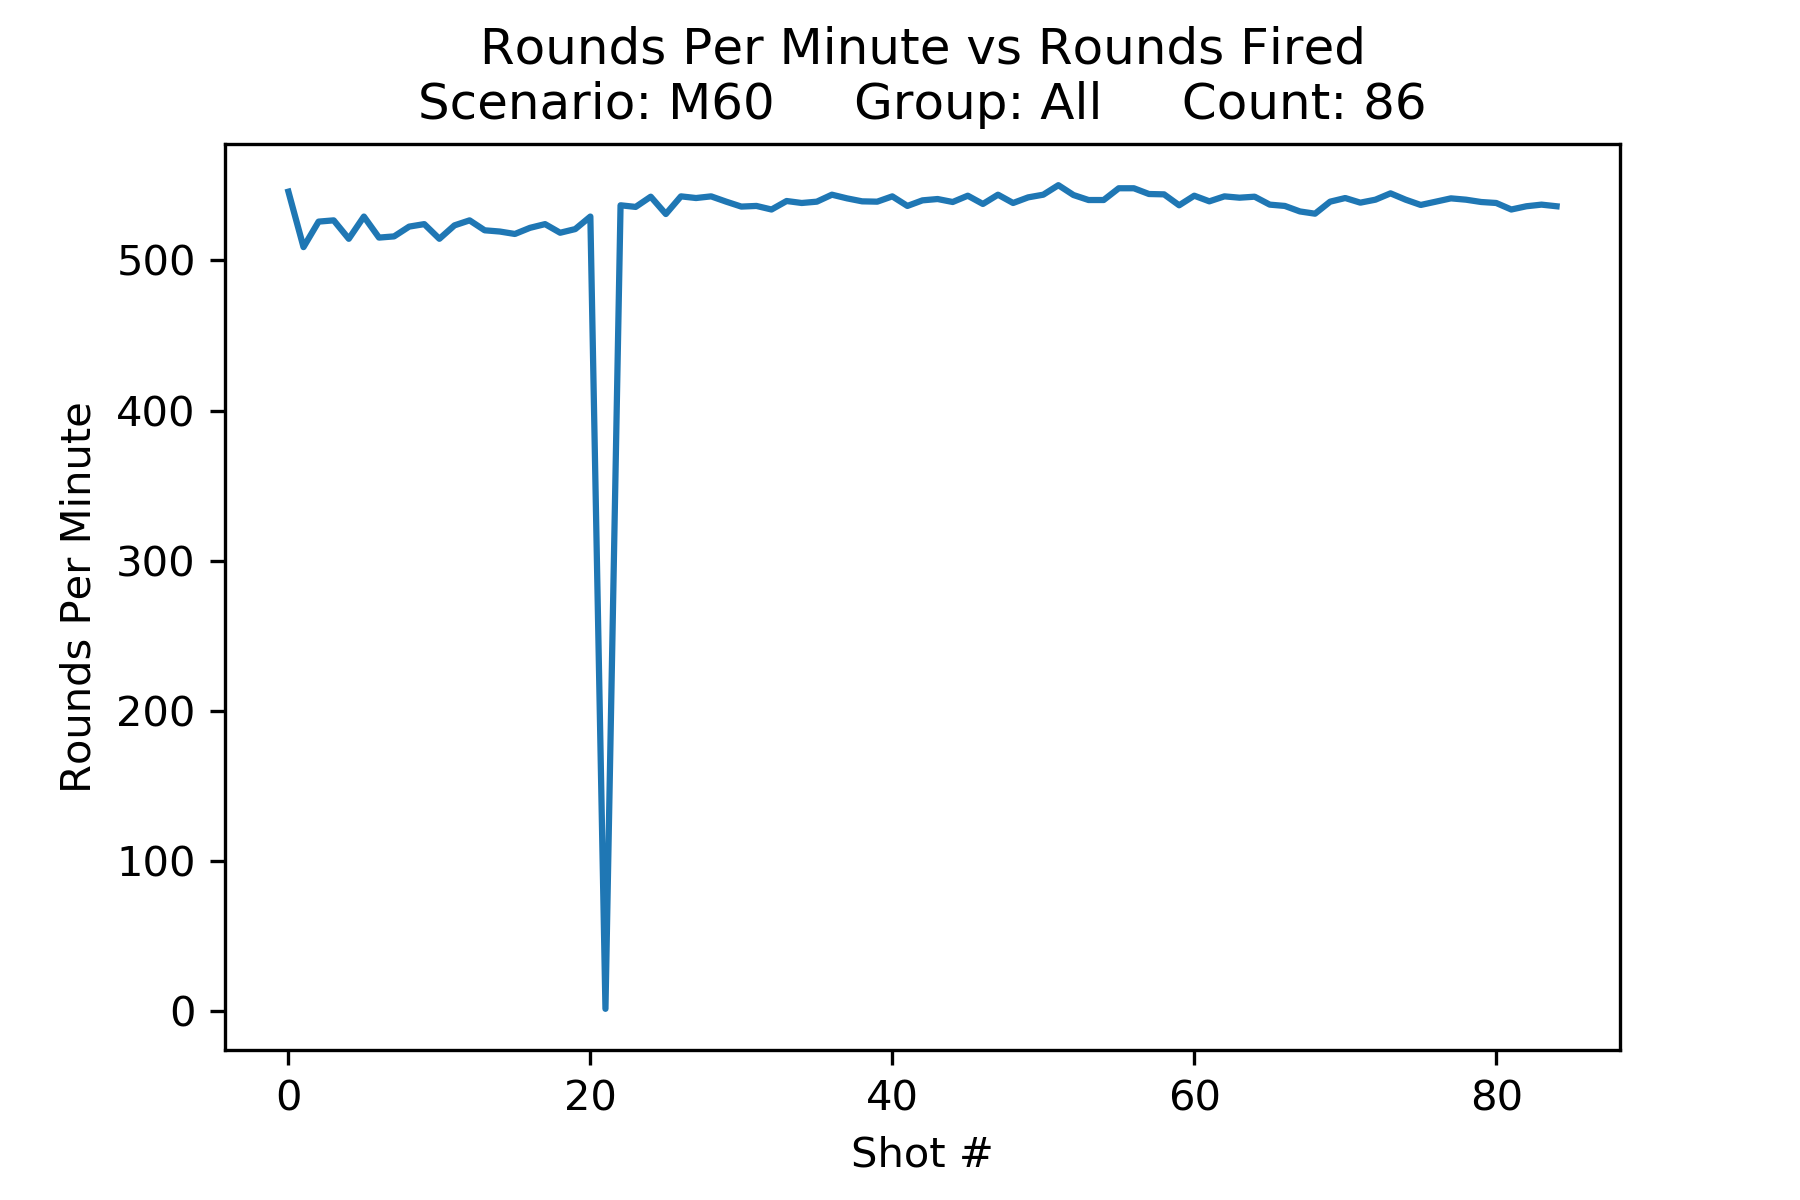 Rounds Per Minute vs Rounds Fired
Scenario: M60 Group: All Count: 86
Rounds Per Minute
500
400
300
200
100
0
0 20 40 60 80
Shot #